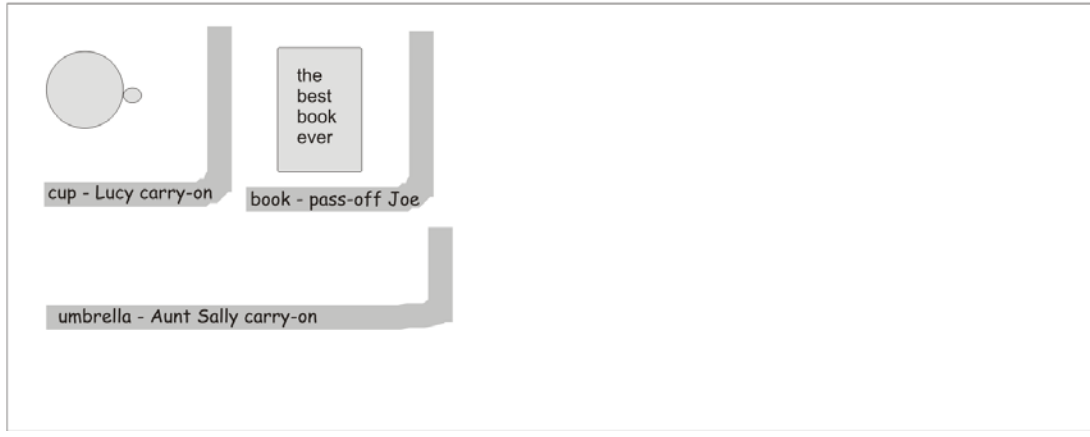 the
best
book
ever
cup - Lucy carry-on
book - pass-off Joe
umbrella - Aunt Sally carry-on